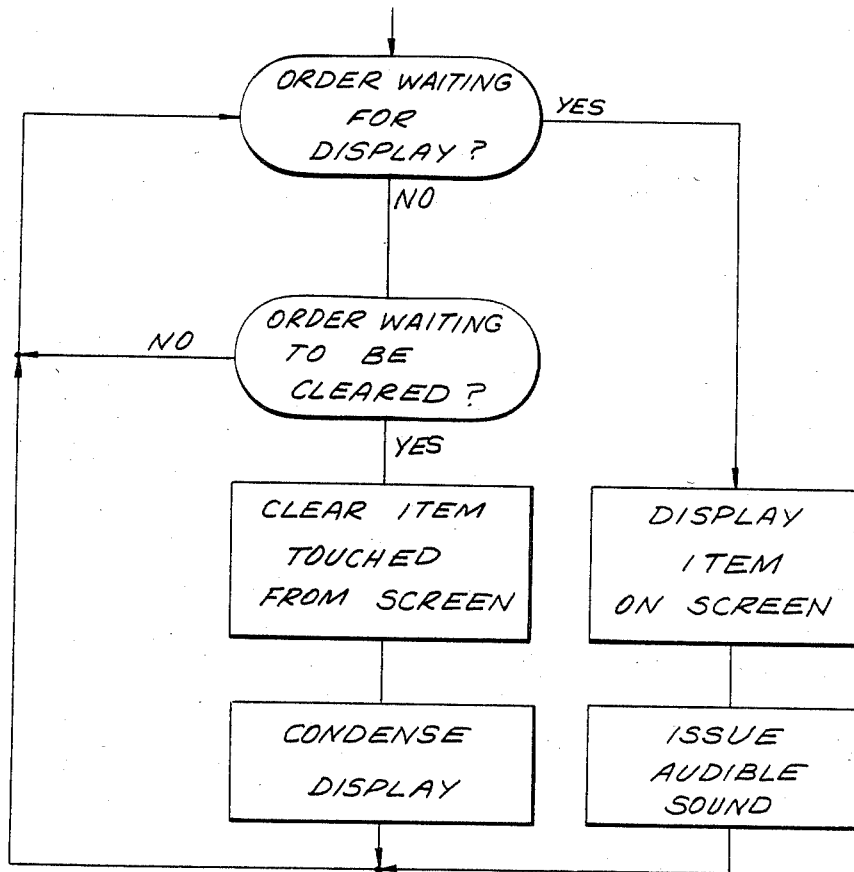 ORDER WAITING
FOR
DISPLAY?
YES
NO
ORDER WAITING
TO BE
CLEARED?
NO
YES
CLEAR ITEM
TOUCHED
FROM SCREEN
DISPLAY
ITEM
ON SCREEN
CONDENSE
DISPLAY
ISSUE
AUDIBLE
SOUND